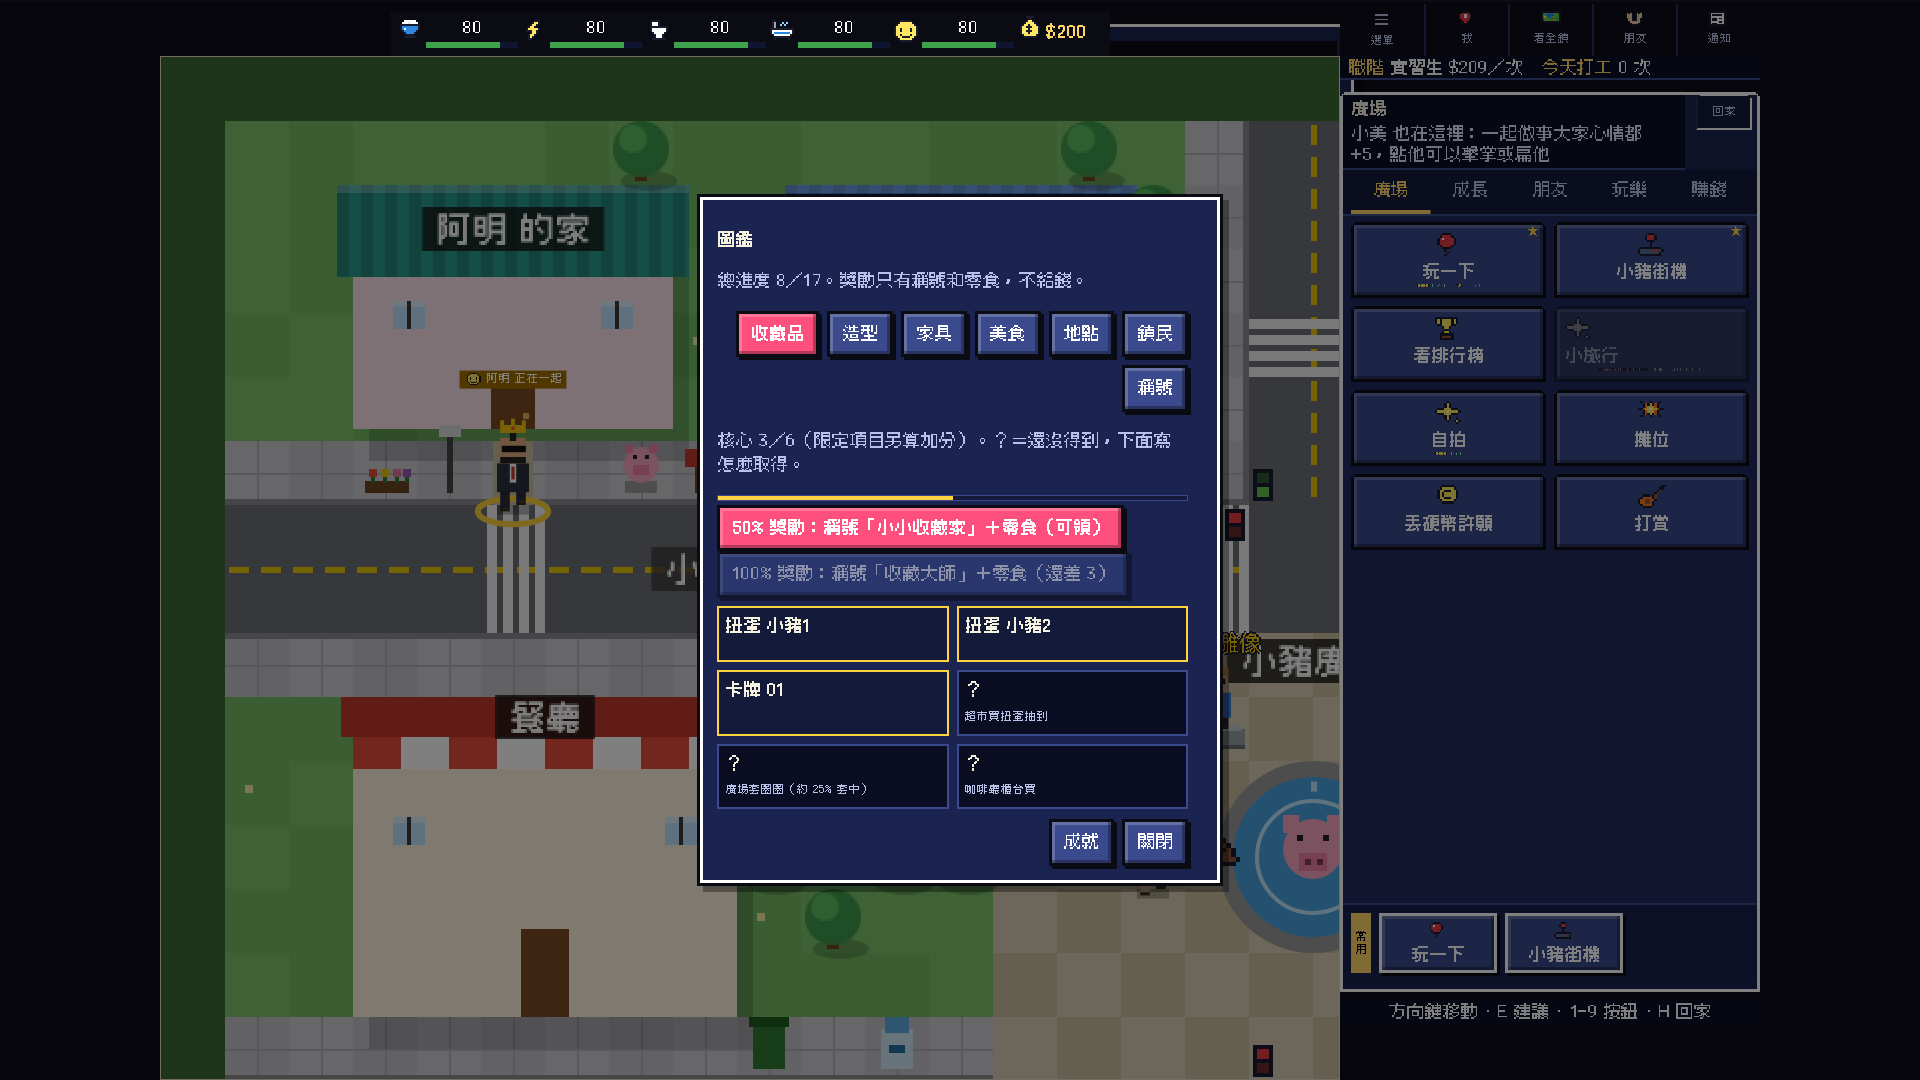 80
80
80
80
80
$200
選單
我
看全鎮
朋友
通知
職階 實習生 $209／次 今天打工 0 次
廣場
回家
小美 也在這裡：一起做事大家心情都
+5，點他可以擊掌或扁他
廣場
成長
朋友
玩樂
賺錢
玩一下
小豬街機
看排行榜
小旅行
自拍
攤位
丟硬幣許願
打賞
常用
玩一下
小豬街機
方向鍵移動 · E 建議 · 1-9 按鈕 · H 回家
阿明 的家
阿明 正在一起
小
餐廳
雕像
小豬廣
圖鑑
總進度 8／17。獎勵只有稱號和零食，不給錢。
收藏品
造型
家具
美食
地點
鎮民
稱號
核心 3／6（限定項目另算加分）。？＝還沒得到，下面寫
怎麼取得。
50% 獎勵：稱號「小小收藏家」＋零食（可領）
100% 獎勵：稱號「收藏大師」＋零食（還差 3）
扭蛋 小豬1
扭蛋 小豬2
卡牌 01
？
超市買扭蛋抽到
？
廣場套圈圈（約 25% 套中）
？
咖啡廳櫃台買
成就
關閉